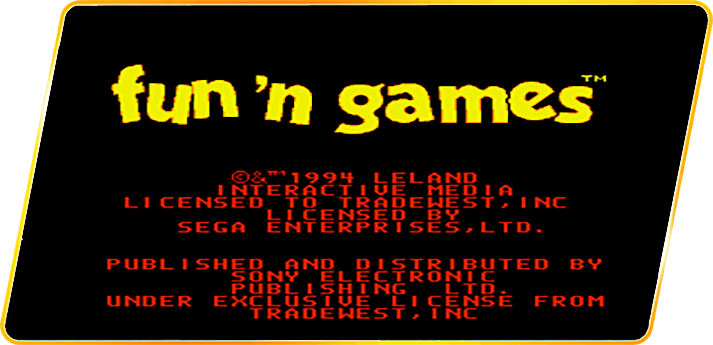 fun 'n games™
©&™1994 LELAND
INTERACTIVE MEDIA
LICENSED TO TRADEWEST,INC
LICENSED BY
SEGA ENTERPRISES,LTD.
PUBLISHED AND DISTRIBUTED BY
SONY ELECTRONIC
PUBLISHING LTD.
UNDER EXCLUSIVE LICENSE FROM
TRADEWEST,INC